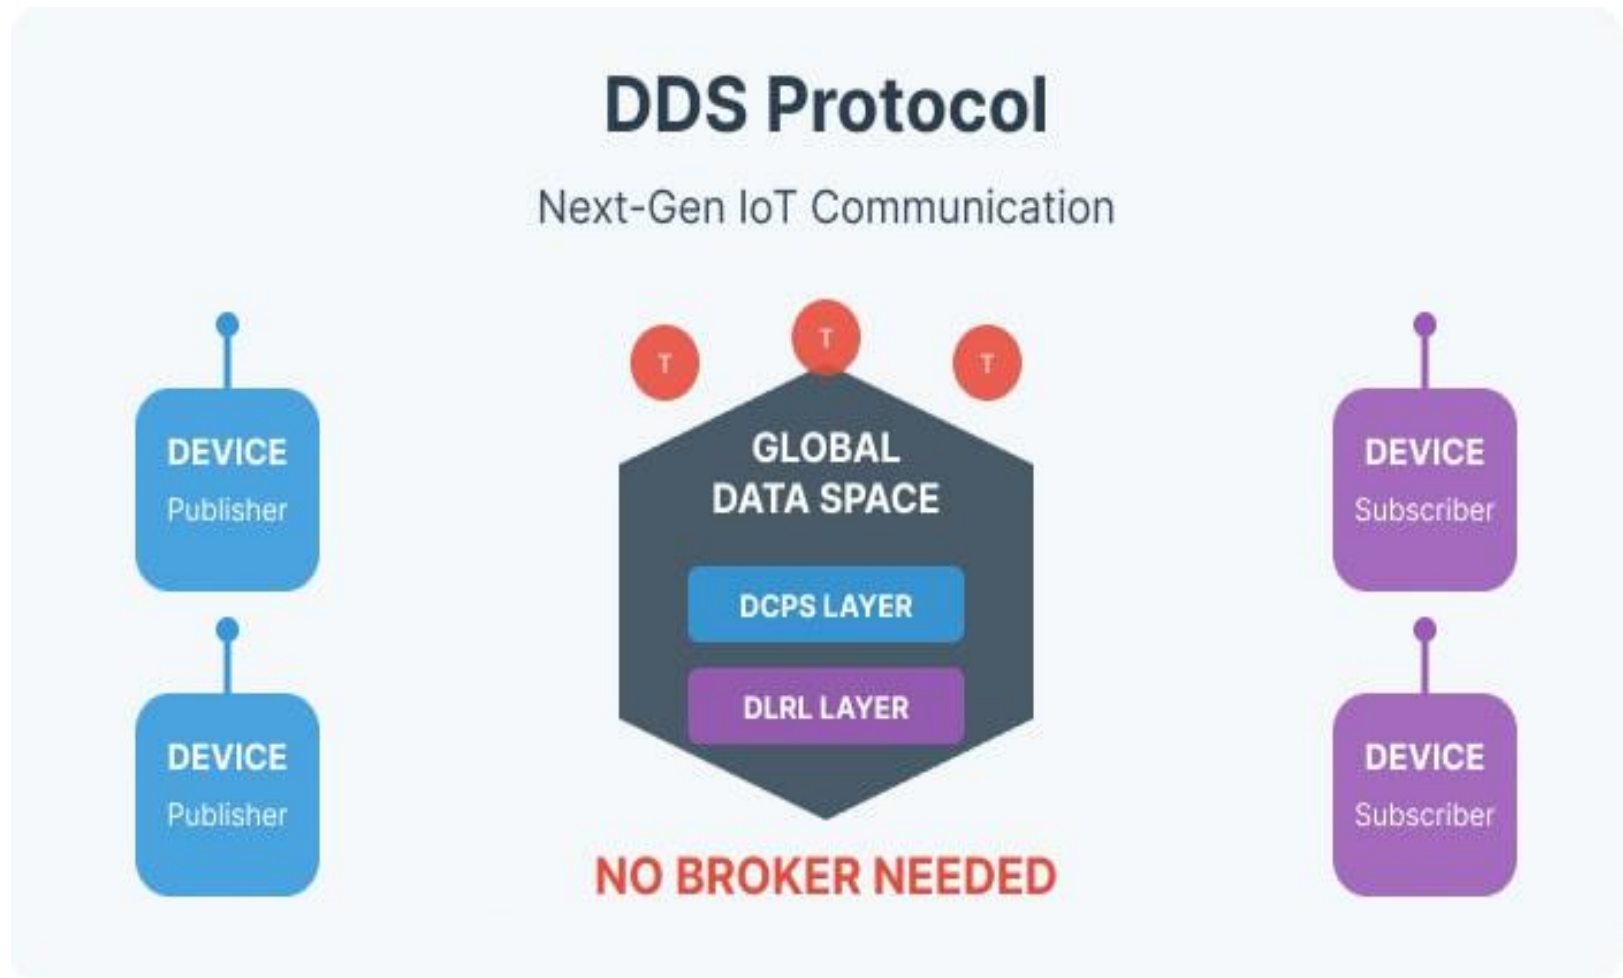 DDS Protocol
Next-Gen IoT Communication
T
T
T
DEVICE
Publisher
GLOBAL
DATA SPACE
DCPS LAYER
DLRL LAYER
DEVICE
Subscriber
DEVICE
Publisher
DEVICE
Subscriber
NO BROKER NEEDED